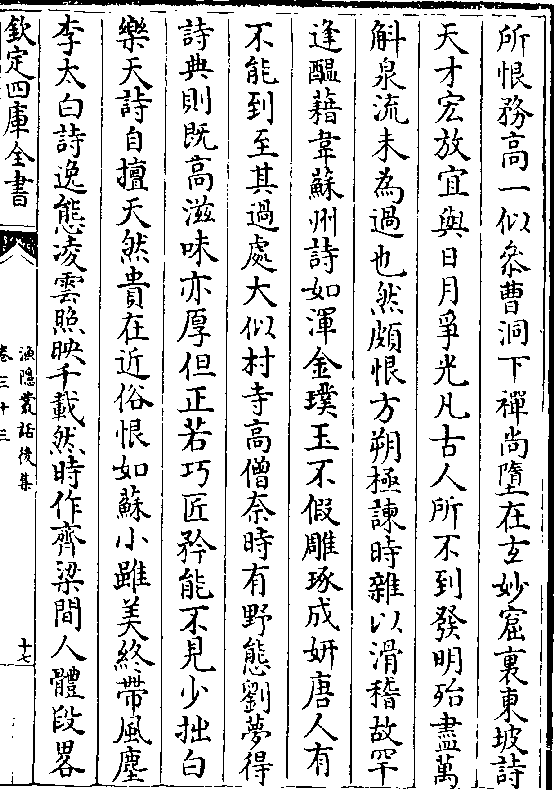 所恨務高一似叅曹洞下禪尚墮在玄妙窟裏東坡詩
天才宏放宜與日月爭光凡古人所不到發明殆盡萬
斛泉流未為過也然頗恨方朔極諫時雜以滑稽故罕
逢醖藉韋蘇州詩如渾金璞玉不假雕琢成妍唐人有
不能到至其過處大似村寺高僧奈時有野態劉夢得
詩典則既高滋味亦厚但正若巧匠矜能不見少拙白
樂天詩自擅天然貴在近俗恨如蘇小雖美終帶風塵
李太白詩逸態凌雲照映千載然時作齊梁間人體段畧
欽定四庫全書
漁隱叢話後集
卷三十三
十七